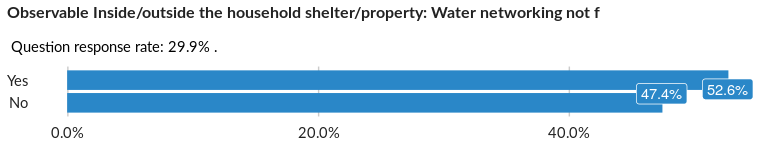 Observable Inside/outside the household shelter/property: Water networking not f
Question response rate: 29.9% .
Yes
52.6%
No
47.4%
0.0% 20.0% 40.0%